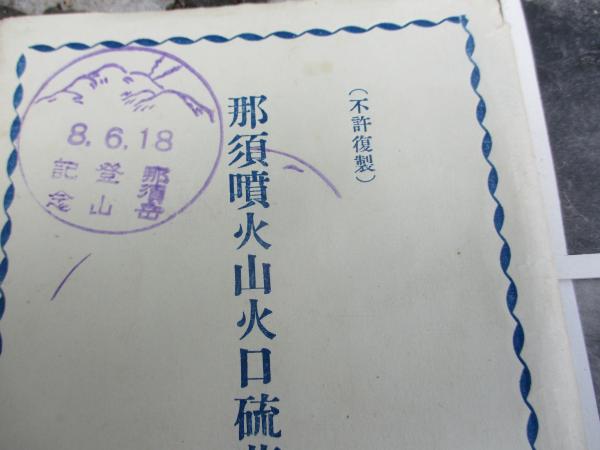 （不許復製）
那須噴火山火口硫
8.6.18
那須岳
登山
記念